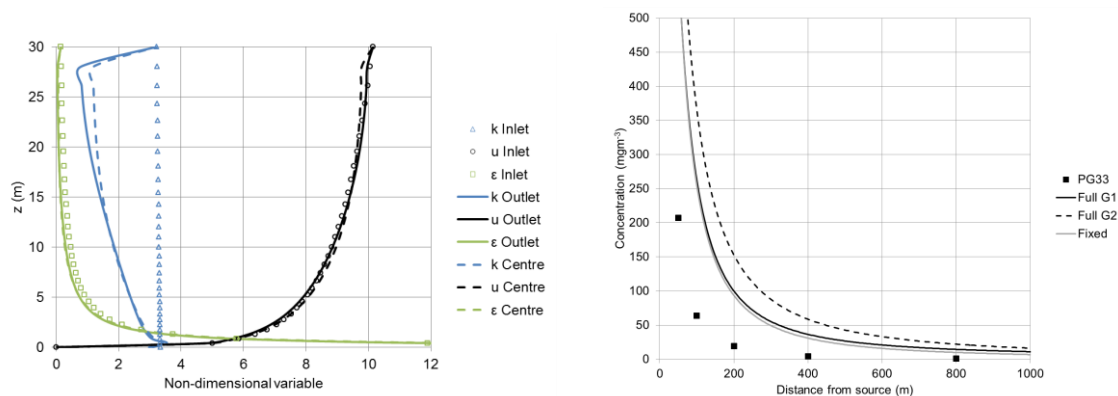 30
25
20
15
10
5
0
z (m)
0 2 4 6 8 10 12
Non-dimensional variable
k Inlet
u Inlet
ε Inlet
k Outlet
u Outlet
ε Outlet
k Centre
u Centre
ε Centre
500
450
400
350
300
250
200
150
100
50
0
Concentration (mgm⁻³)
0 200 400 600 800 1000
Distance from source (m)
PG33
Full G1
Full G2
Fixed